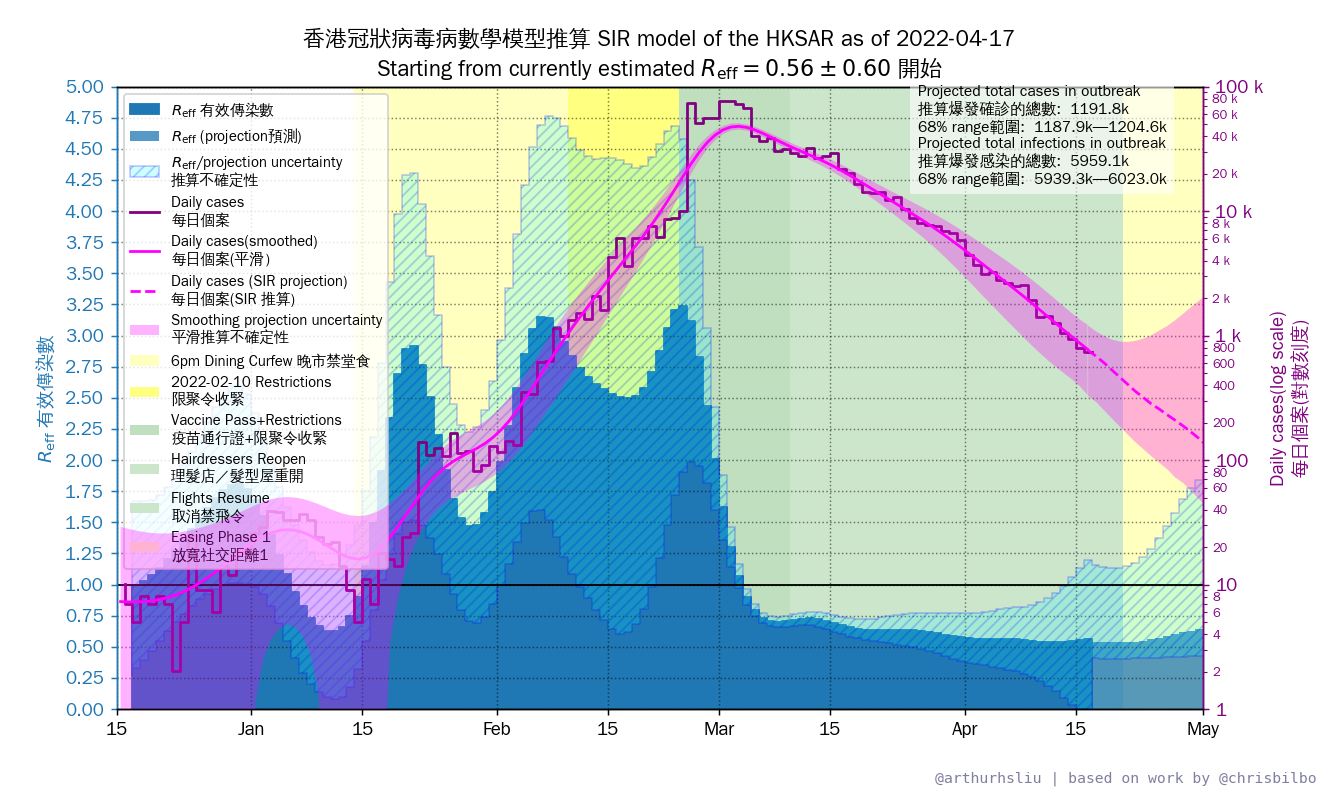 香港冠狀病毒病數學模型推算 SIR model of the HKSAR as of 2022-04-17
Starting from currently estimated R_eff = 0.56 ± 0.60 開始
R_eff 有效傳染數
5.00
4.75
4.50
4.25
4.00
3.75
3.50
3.25
3.00
2.75
2.50
2.25
2.00
1.75
1.50
1.25
1.00
0.75
0.50
0.25
0.00
R_eff 有效傳染數
R_eff (projection預測)
R_eff/projection uncertainty
推算不確定性
Daily cases
每日個案
Daily cases(smoothed)
每日個案(平滑)
Daily cases (SIR projection)
每日個案(SIR 推算)
Smoothing projection uncertainty
平滑推算不確定性
6pm Dining Curfew 晚市禁堂食
2022-02-10 Restrictions
限聚令收緊
Vaccine Pass+Restrictions
疫苗通行證+限聚令收緊
Hairdressers Reopen
理髮店／髮型屋重開
Flights Resume
取消禁飛令
Easing Phase 1
放寬社交距離1
Projected total cases in outbreak
推算爆發確診的總數: 1191.8k
68% range範圍: 1187.9k—1204.6k
Projected total infections in outbreak
推算爆發感染的總數: 5959.1k
68% range範圍: 5939.3k—6023.0k
100 k
80 k
60 k
40 k
20 k
10 k
8 k
6 k
4 k
2 k
1 k
800
600
400
200
100
80
60
40
20
10
8
6
4
2
1
Daily cases(log scale)
每日個案(對數刻度)
15 Jan 15 Feb 15 Mar 15 Apr 15 May
@arthurhsliu | based on work by @chrisbilbo